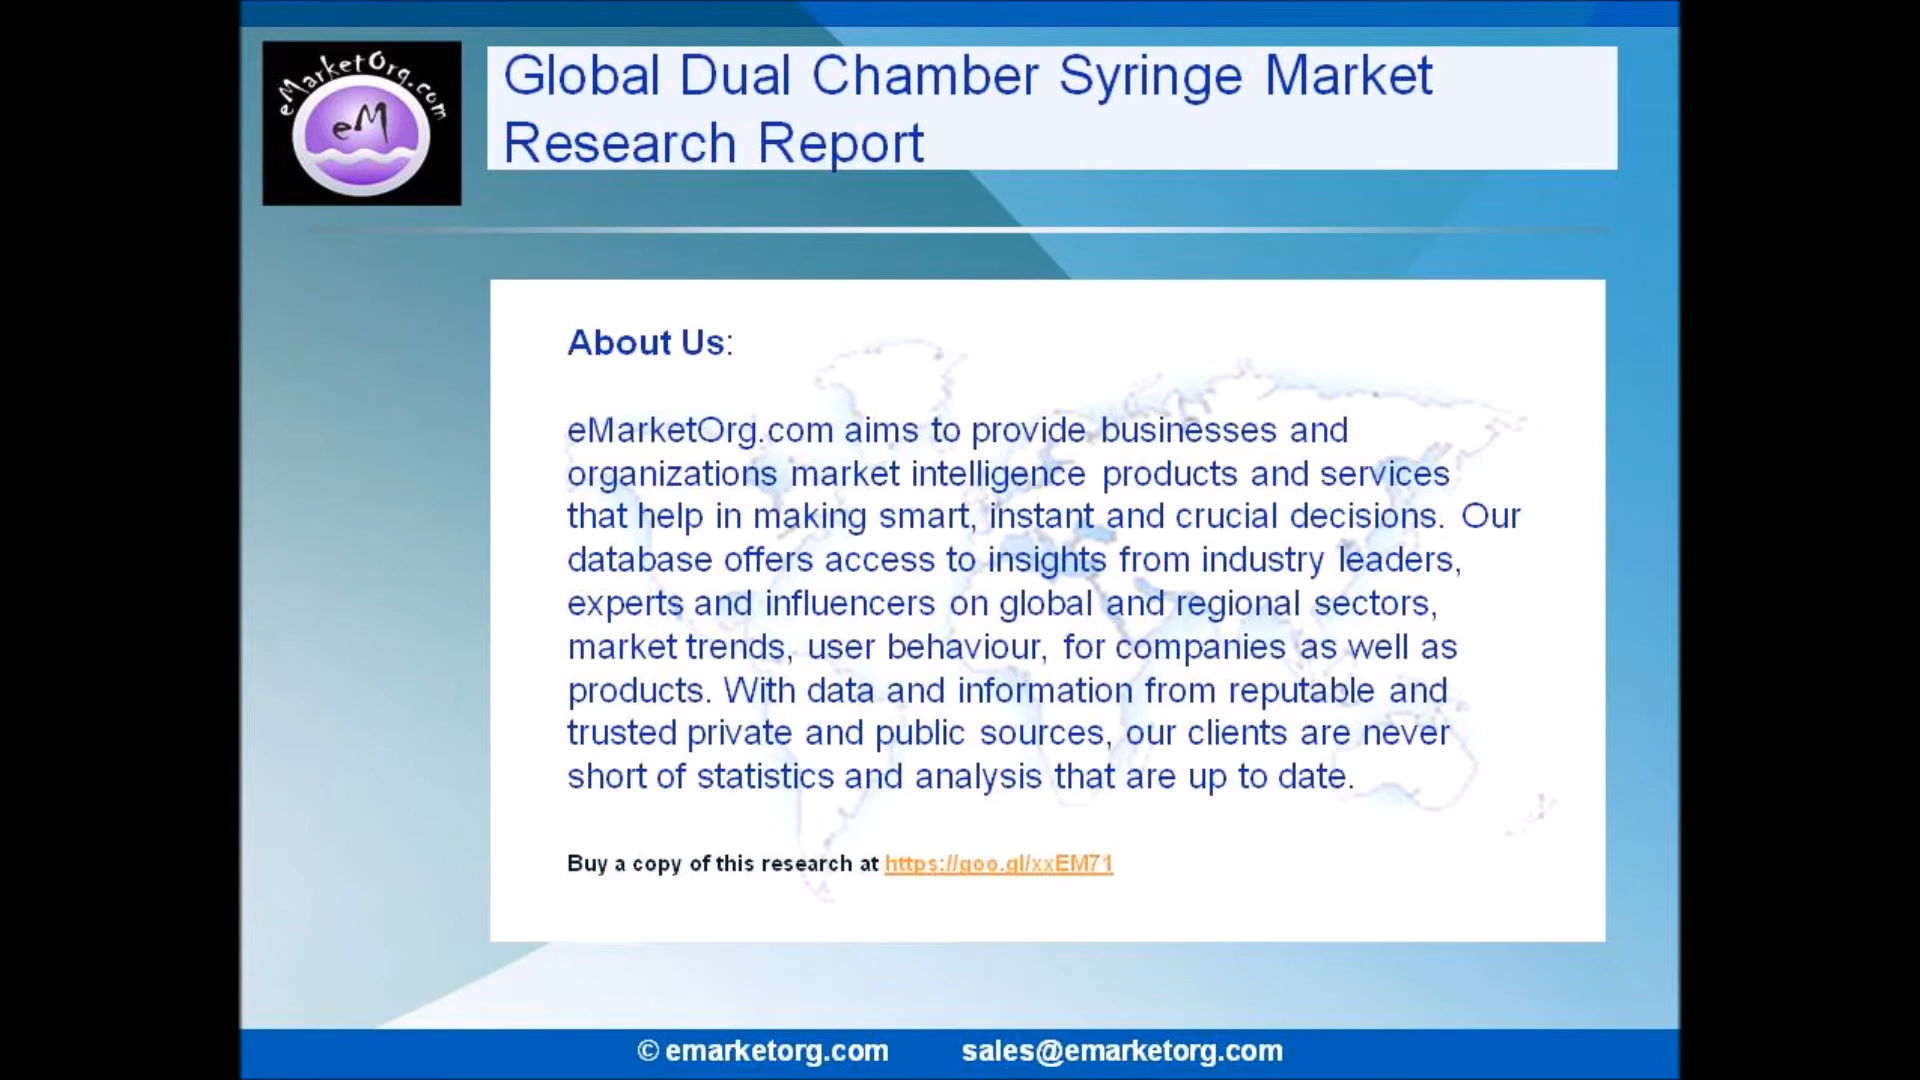 eMarketOrg.com
eM
Global Dual Chamber Syringe Market
Research Report
About Us:
eMarketOrg.com aims to provide businesses and
organizations market intelligence products and services
that help in making smart, instant and crucial decisions. Our
database offers access to insights from industry leaders,
experts and influencers on global and regional sectors,
market trends, user behaviour, for companies as well as
products. With data and information from reputable and
trusted private and public sources, our clients are never
short of statistics and analysis that are up to date.
Buy a copy of this research at https://goo.gl/xxEM71
© emarketorg.com sales@emarketorg.com